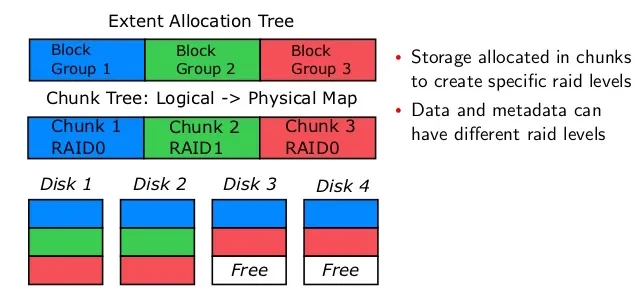 Extent Allocation Tree
Block Block Block
Group 1 Group 2 Group 3
Chunk Tree: Logical -> Physical Map
Chunk 1 Chunk 2 Chunk 3
RAID0 RAID1 RAID0
Disk 1 Disk 2 Disk 3 Disk 4
Free Free
• Storage allocated in chunks
to create specific raid levels
• Data and metadata can
have different raid levels